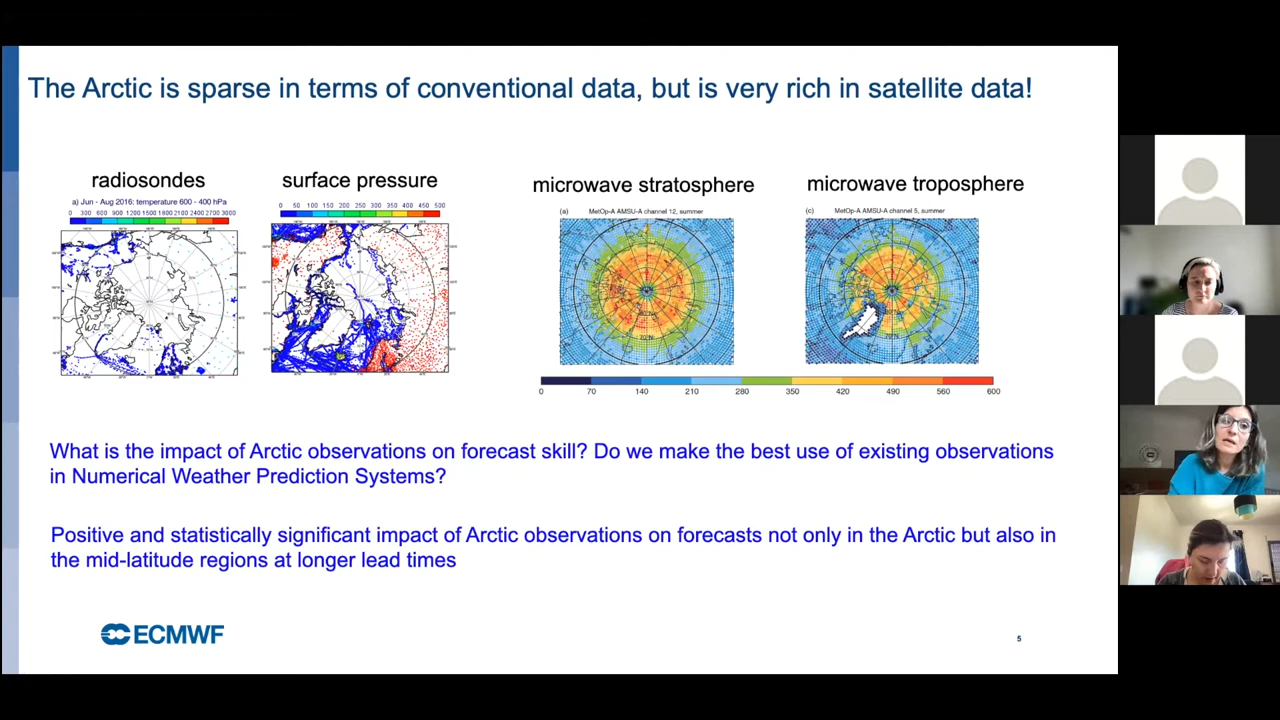 The Arctic is sparse in terms of conventional data, but is very rich in satellite data!
radiosondes
surface pressure
microwave stratosphere
microwave troposphere
a) Jun - Aug 2016: temperature 600 - 400 hPa
0 300 600 900 1200 1500 1800 2100 2400 2700 3000
0 50 100 150 200 250 300 350 400 450 500
(a) MetOp-A AMSU-A channel 12, summer
(c) MetOp-A AMSU-A channel 5, summer
0 70 140 210 280 350 420 490 560 600
What is the impact of Arctic observations on forecast skill? Do we make the best use of existing observations
in Numerical Weather Prediction Systems?
Positive and statistically significant impact of Arctic observations on forecasts not only in the Arctic but also in
the mid-latitude regions at longer lead times
ECMWF
5